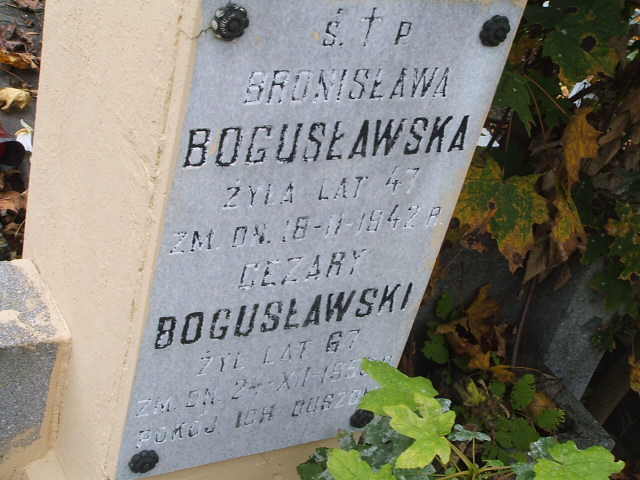 Ś. † P
BRONISŁAWA
BOGUSŁAWSKA
ŻYŁA LAT 47
ZM. DN. 18-II-1942 R.
CEZARY
BOGUSŁAWSKI
ŻYŁ LAT 67
ZM. DN. 24-XII-
POKÓJ ICH DUSZOM